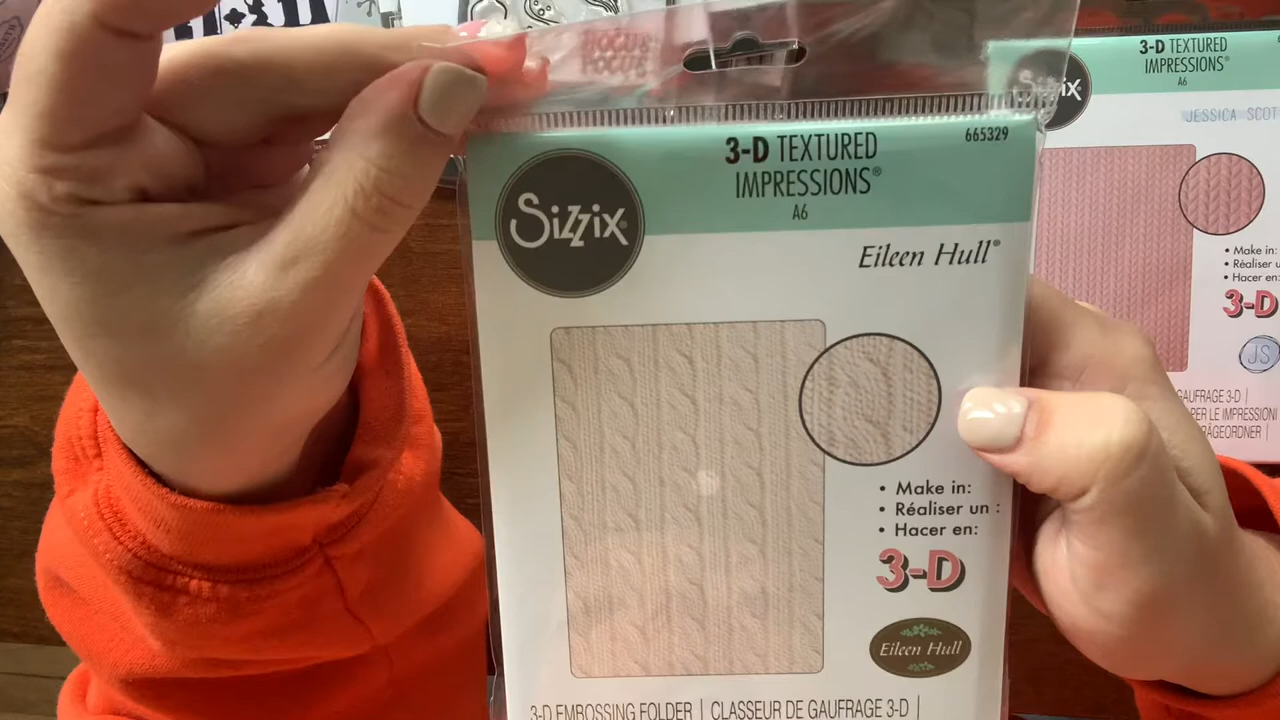 HOCUS
POCUS
3-D TEXTURED
IMPRESSIONS®
A6
665329
Sizzix
Eileen Hull®
• Make in:
• Réaliser un :
• Hacer en:
3-D
Eileen Hull
3-D EMBOSSING FOLDER | CLASSEUR DE GAUFRAGE 3-D |
3-D TEXTURED
IMPRESSIONS®
A6
Sizzix
JESSICA SCOT
• Make in:
• Réaliser u
• Hacer en:
3-D
JS
GAUFRAGE 3-D |
PER LE IMPRESSIONI
RÄGEORDNER |